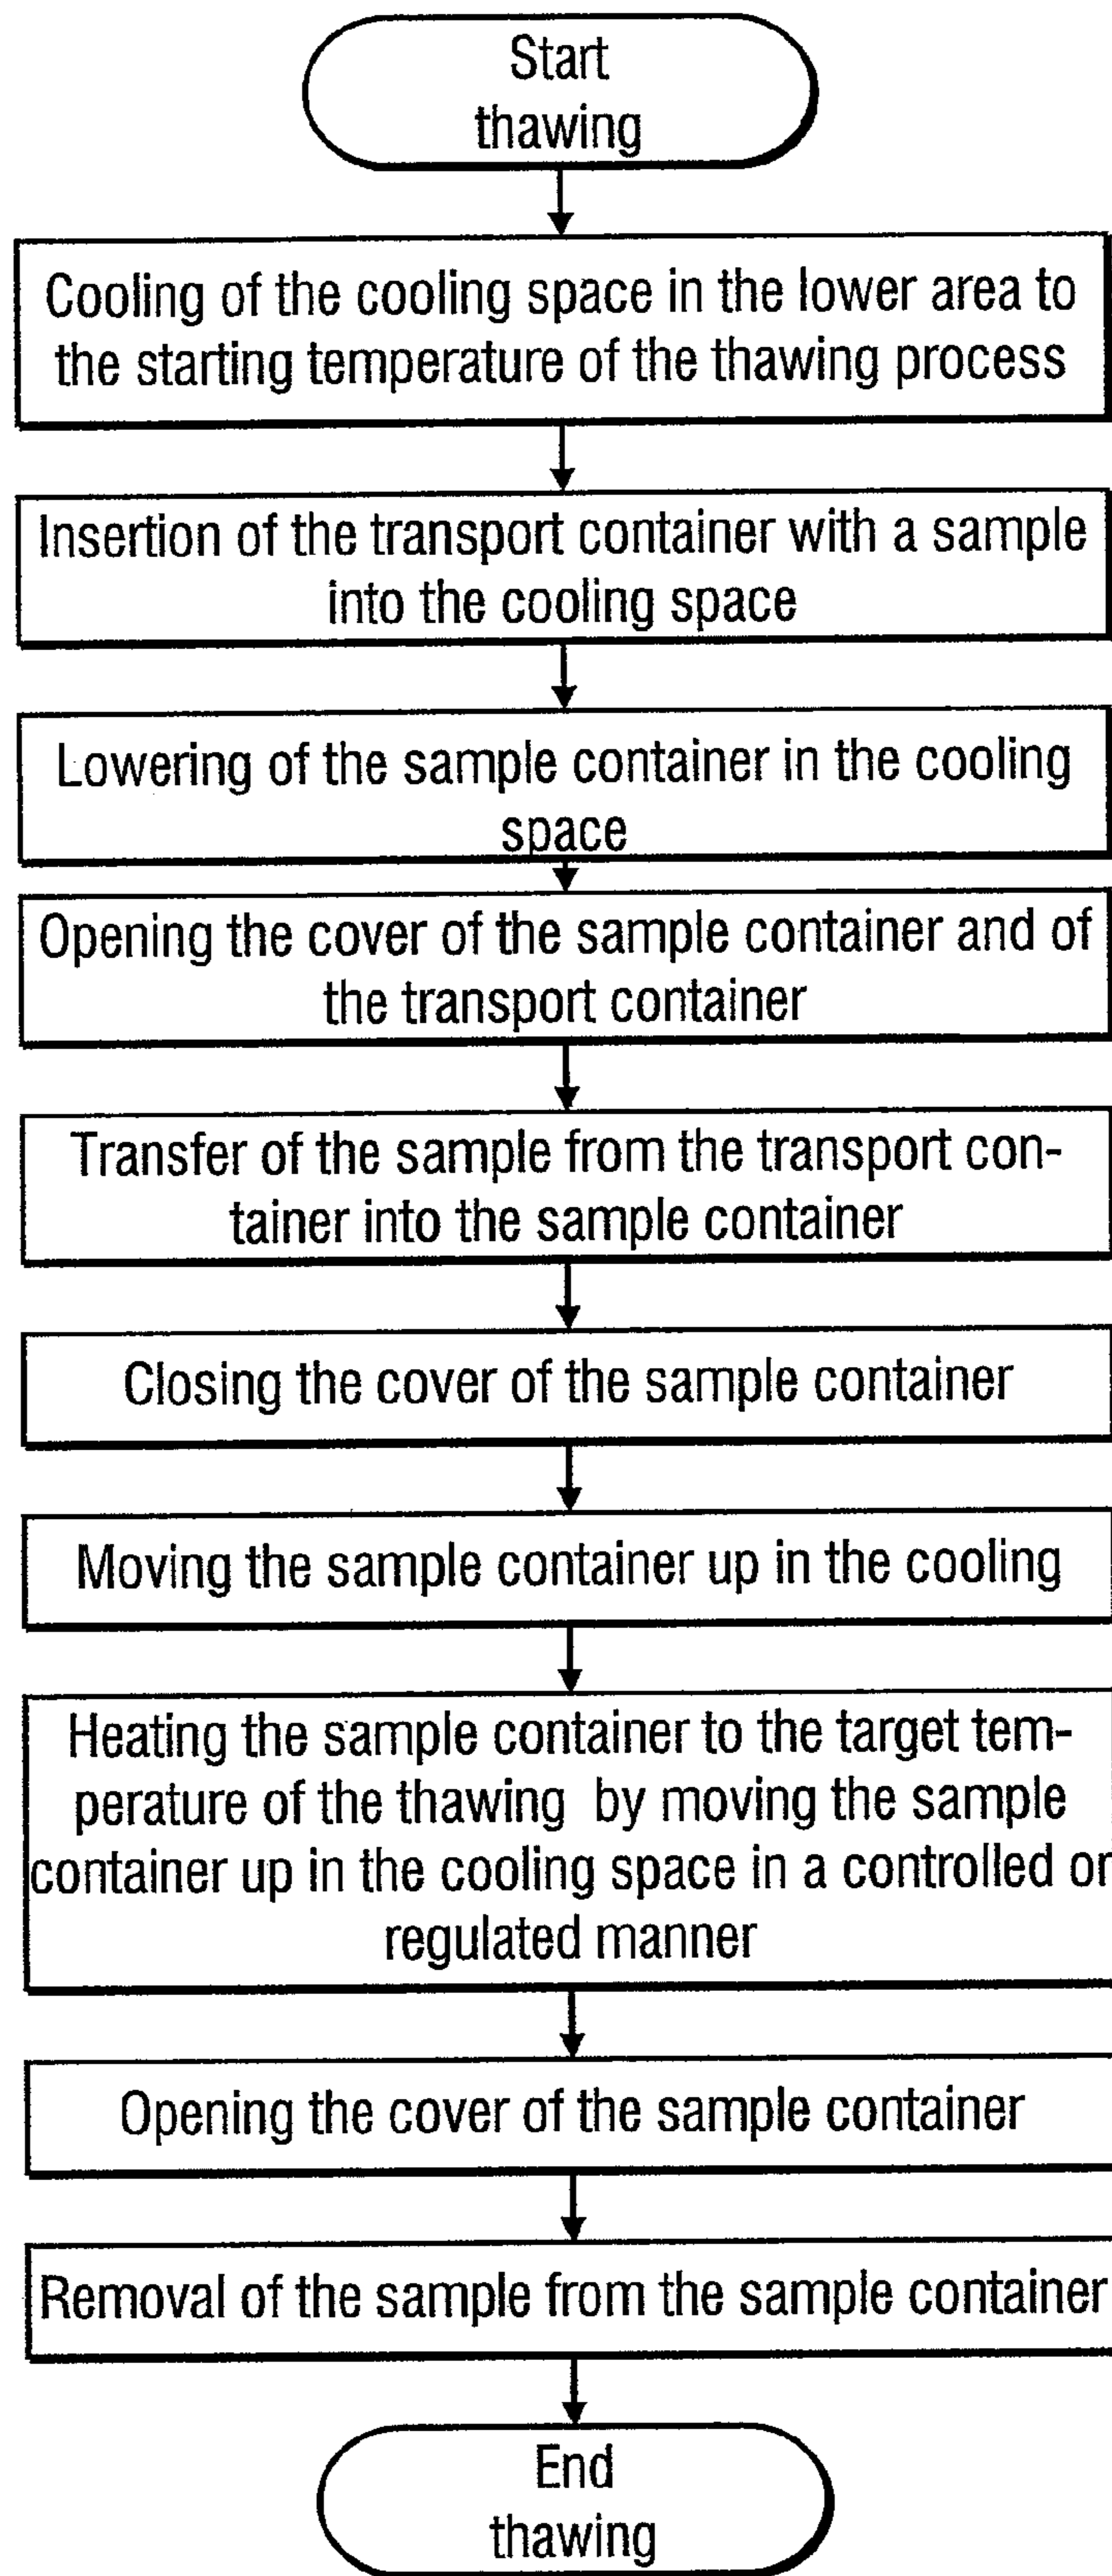 Start
thawing
Cooling of the cooling space in the lower area to
the starting temperature of the thawing process
Insertion of the transport container with a sample
into the cooling space
Lowering of the sample container in the cooling
space
Opening the cover of the sample container and of
the transport container
Transfer of the sample from the transport con-
tainer into the sample container
Closing the cover of the sample container
Moving the sample container up in the cooling
Heating the sample container to the target tem-
perature of the thawing by moving the sample
container up in the cooling space in a controlled or
regulated manner
Opening the cover of the sample container
Removal of the sample from the sample container
End
thawing